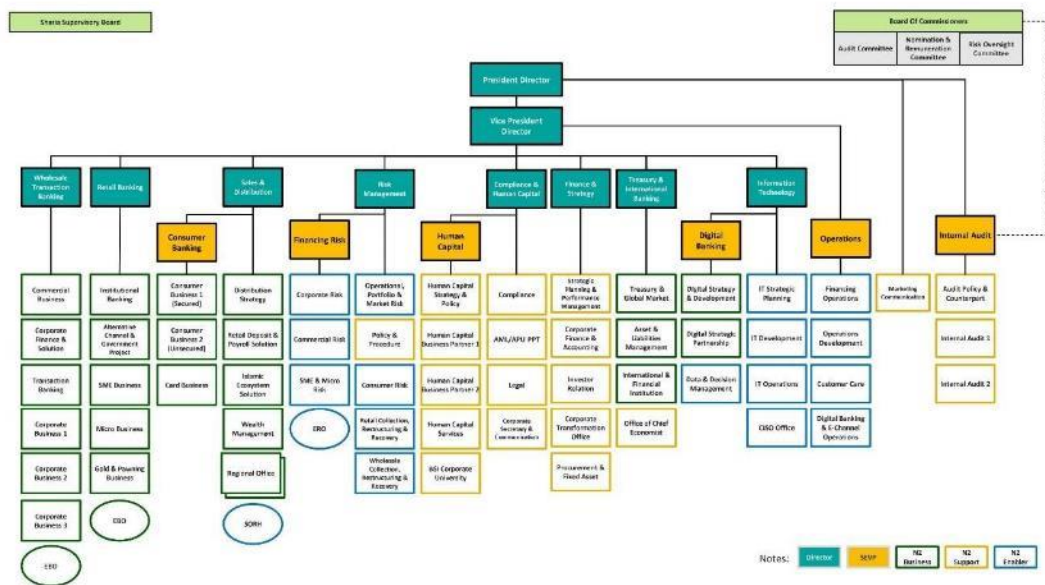 Sharia Supervisory Board
Board Of Commissioners
Audit Committee
Nomination &
Remuneration
Committee
Risk Oversight
Committee
President Director
Vice President
Director
Wholesale
Transaction
Banking
Retail Banking
Sales &
Distribution
Risk
Management
Compliance &
Human Capital
Finance &
Strategy
Treasury &
International
Banking
Information
Technology
Consumer
Banking
Financing Risk
Human
Capital
Digital
Banking
Operations
Internal Audit
Commercial
Business
Institutional
Banking
Consumer
Business 1
(Secured)
Distribution
Strategy
Corporate Risk
Operational,
Portfolio &
Market Risk
Human Capital
Strategy &
Policy
Compliance
Strategic
Planning &
Performance
Management
Treasury &
Global Market
Digital Strategy
& Development
IT Strategic
Planning
Financing
Operations
Marketing
Communication
Audit Policy &
Counterpart
Corporate
Finance &
Solution
Alternative
Channel &
Government
Project
Consumer
Business 2
(Unsecured)
Retail Deposit &
Payroll Solution
Commercial Risk
Policy &
Procedure
Human Capital
Business Partner 1
AML/APU PPT
Corporate
Finance &
Accounting
Asset &
Liabilities
Management
Digital Strategic
Partnership
IT Development
Operations
Development
Internal Audit 1
Transaction
Banking
SME Business
Card Business
Islamic
Ecosystem
Solution
SME & Micro
Risk
Consumer Risk
Human Capital
Business Partner 2
Legal
Investor
Relation
International &
Financial
Institution
Data & Decision
Management
IT Operations
Customer Care
Internal Audit 2
Corporate
Business 1
Micro Business
Wealth
Management
Retail Collection,
Restructuring &
Recovery
Human Capital
Services
Corporate
Secretary &
Communication
Corporate
Transformation
Office
Office of Chief
Economist
CISO Office
Digital Banking
& E-Channel
Operations
Corporate
Business 2
Gold & Pawning
Business
Regional Office
Wholesale
Collection,
Restructuring &
Recovery
BSI Corporate
University
Procurement &
Fixed Asset
Corporate
Business 3
EBO
SORH
EBO
Notes:
Director
SEVP
N2
Business
N2
Support
N2
Enabler